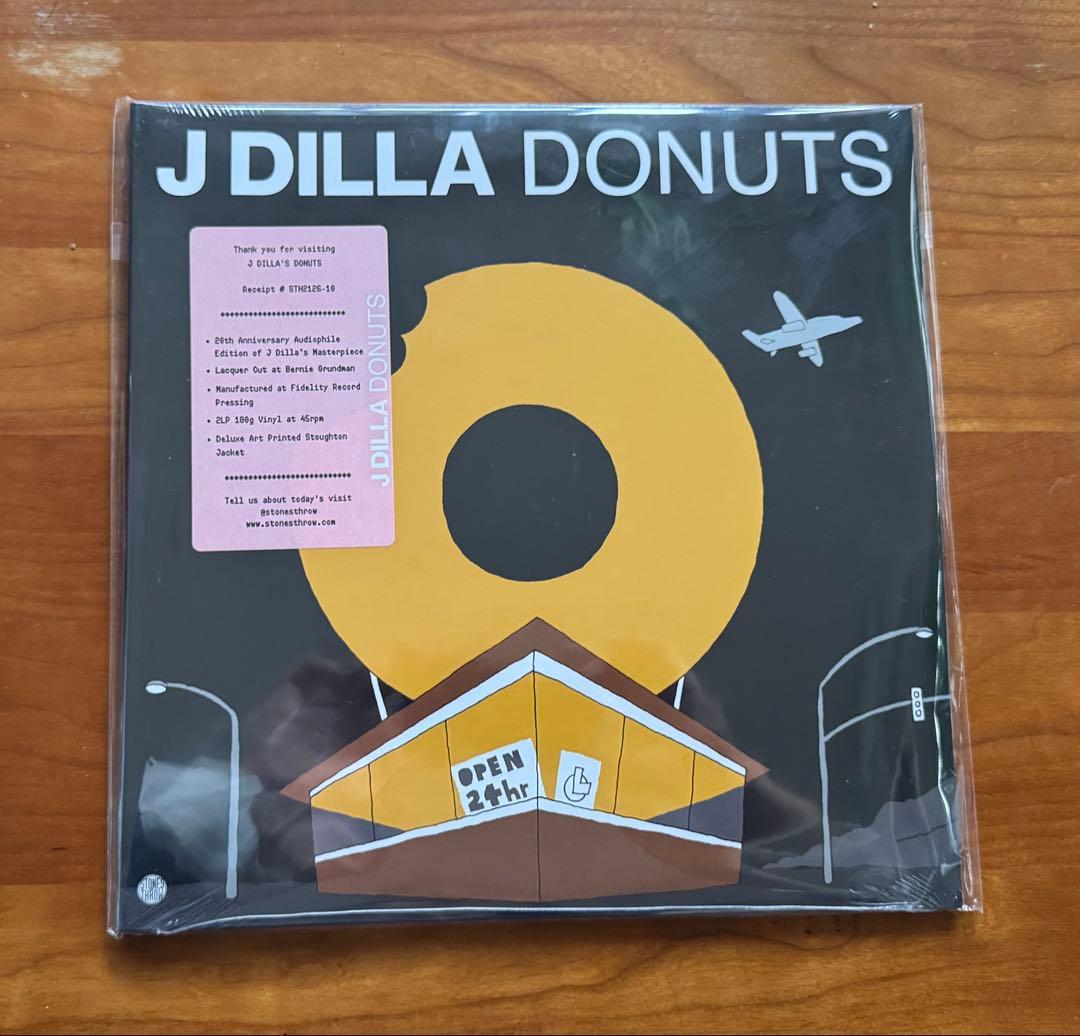 J DILLA DONUTS
Thank you for visiting
J DILLA'S DONUTS
Receipt # STH2126-10
****************************
• 20th Anniversary Audiophile
Edition of J Dilla's Masterpiece
• Lacquer Cut at Bernie Grundman
• Manufactured at Fidelity Record
Pressing
• 2LP 180g Vinyl at 45rpm
• Deluxe Art Printed Stoughton
Jacket
****************************
Tell us about today's visit
@stonesthrow
www.stonesthrow.com
J DILLA DONUTS
OPEN
24hr
STONES
THROW